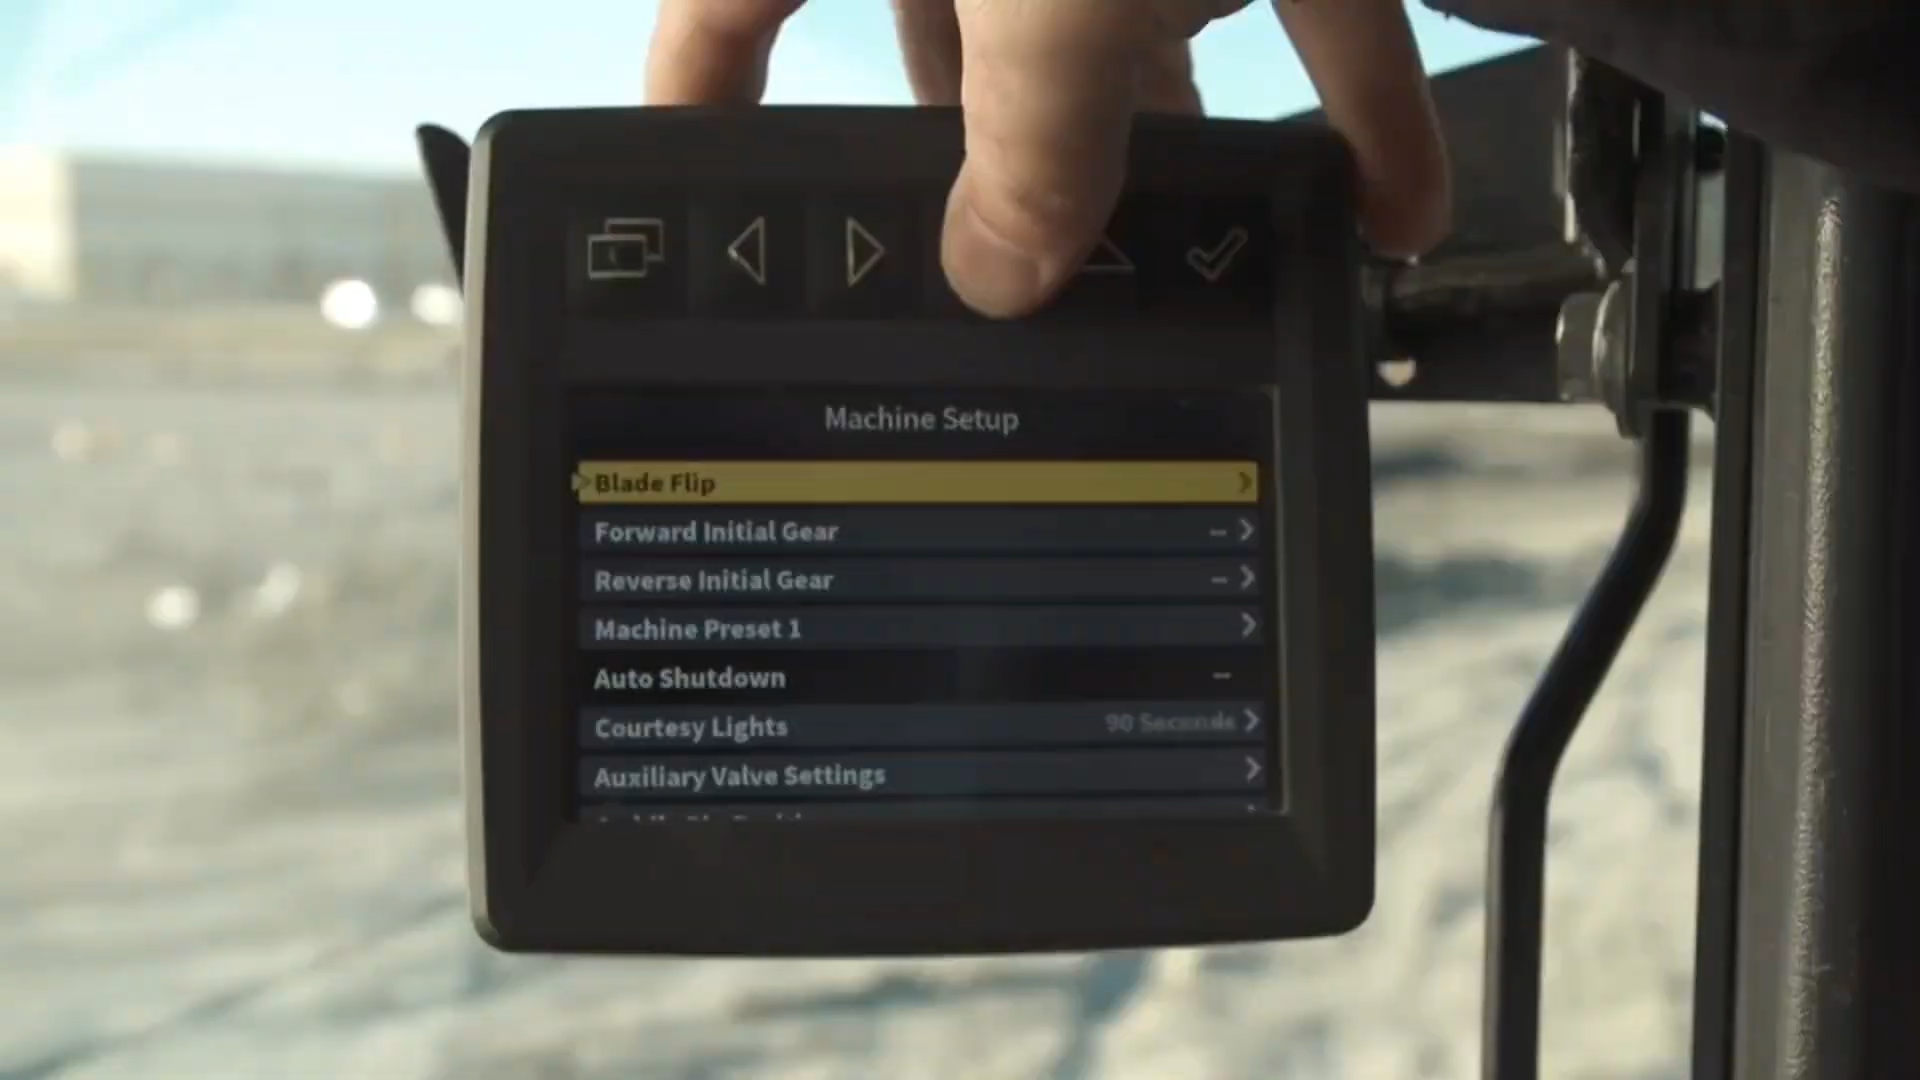 Machine Setup
Blade Flip
Forward Initial Gear --
Reverse Initial Gear --
Machine Preset 1
Auto Shutdown --
Courtesy Lights 90 Seconds
Auxiliary Valve Settings